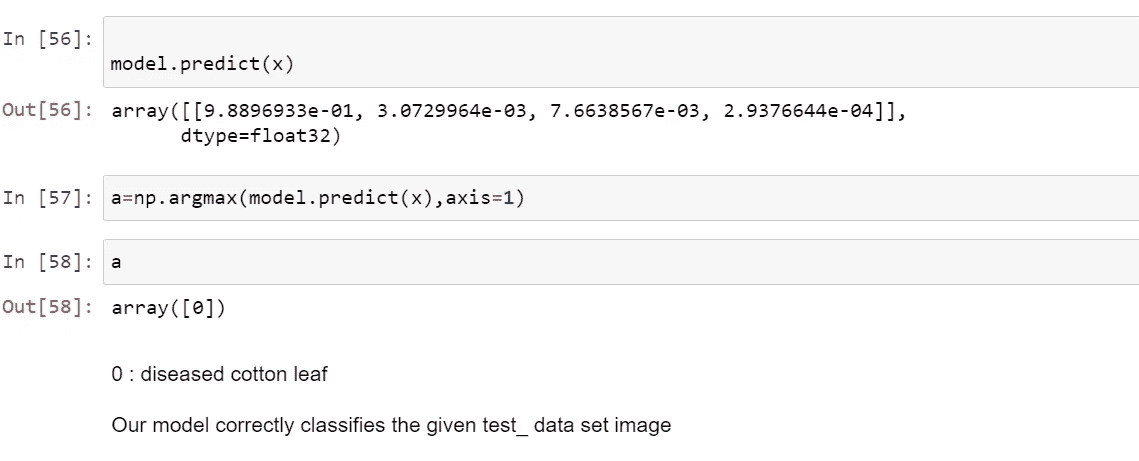 In [56]:
model.predict(x)
Out[56]: array([[9.8896933e-01, 3.0729964e-03, 7.6638567e-03, 2.9376644e-04]],
dtype=float32)
In [57]: a=np.argmax(model.predict(x),axis=1)
In [58]: a
Out[58]: array([0])
0 : diseased cotton leaf
Our model correctly classifies the given test_ data set image